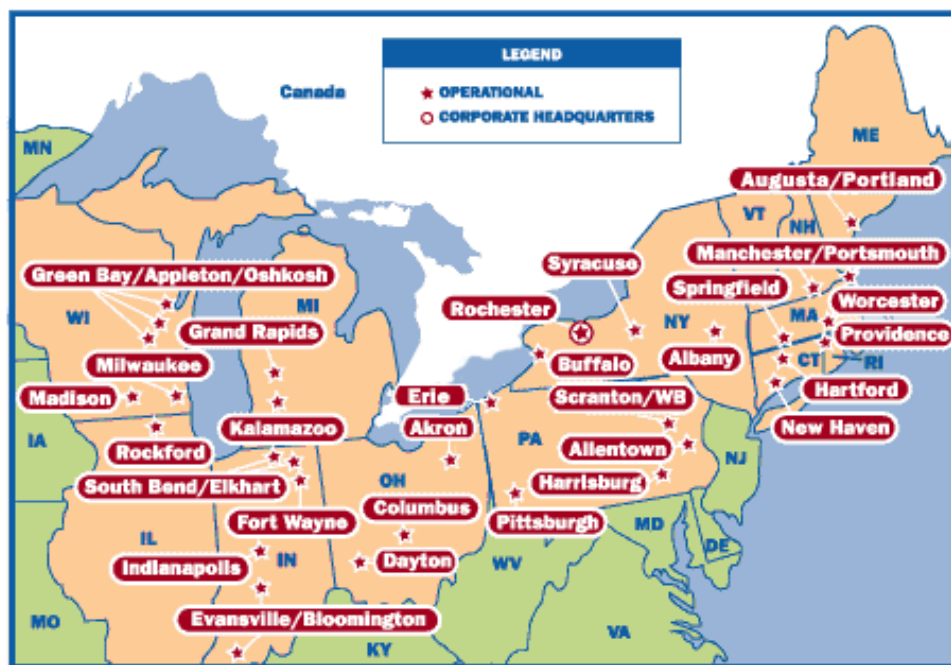 LEGEND
OPERATIONAL
CORPORATE HEADQUARTERS
Canada
MN
ME
Augusta/Portland
VT
NH
Manchester/Portsmouth
Syracuse
Green Bay/Appleton/Oshkosh
MI
Springfield
Rochester
Worcester
WI
Grand Rapids
NY
MA
Providence
Milwaukee
Buffalo
Albany
CT
RI
Madison
Erie
Scranton/WB
Hartford
Kalamazoo
Akron
New Haven
IA
Rockford
PA
Allentown
NJ
South Bend/Elkhart
OH
Harrisburg
Columbus
Fort Wayne
Pittsburgh
MD
IL
DE
Indianapolis
IN
Dayton
WV
Evansville/Bloomington
MO
VA
KY